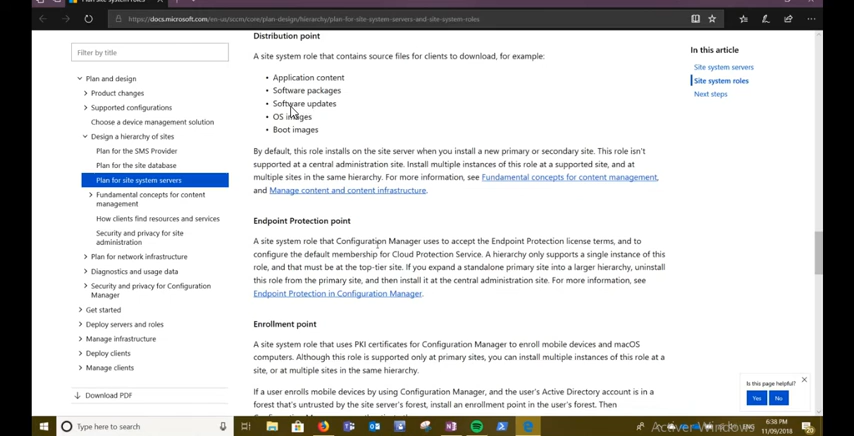 Plan site system roles
https://docs.microsoft.com/en-us/sccm/core/plan-design/hierarchy/plan-for-site-system-servers-and-site-system-roles
Filter by title
Plan and design
Product changes
Supported configurations
Choose a device management solution
Design a hierarchy of sites
Plan for the SMS Provider
Plan for the site database
Plan for site system servers
Fundamental concepts for content
management
How clients find resources and services
Security and privacy for site
administration
Plan for network infrastructure
Diagnostics and usage data
Security and privacy for Configuration
Manager
Get started
Deploy servers and roles
Manage infrastructure
Deploy clients
Manage clients
Download PDF
Distribution point
A site system role that contains source files for clients to download, for example:
• Application content
• Software packages
• Software updates
• OS images
• Boot images
By default, this role installs on the site server when you install a new primary or secondary site. This role isn't
supported at a central administration site. Install multiple instances of this role at a supported site, and at
multiple sites in the same hierarchy. For more information, see Fundamental concepts for content management,
and Manage content and content infrastructure.
Endpoint Protection point
A site system role that Configuration Manager uses to accept the Endpoint Protection license terms, and to
configure the default membership for Cloud Protection Service. A hierarchy only supports a single instance of this
role, and that must be at the top-tier site. If you expand a standalone primary site into a larger hierarchy, uninstall
this role from the primary site, and then install it at the central administration site. For more information, see
Endpoint Protection in Configuration Manager.
Enrollment point
A site system role that uses PKI certificates for Configuration Manager to enroll mobile devices and macOS
computers. Although this role is supported only at primary sites, you can install multiple instances of this role at a
site, or at multiple sites in the same hierarchy.
If a user enrolls mobile devices by using Configuration Manager, and the user's Active Directory account is in a
forest that's untrusted by the site server's forest, install an enrollment point in the user's forest. Then
In this article
Site system servers
Site system roles
Next steps
Is this page helpful?
Yes
No
Activer Windows
Type here to search
ENG
6:38 PM
11/09/2018
20